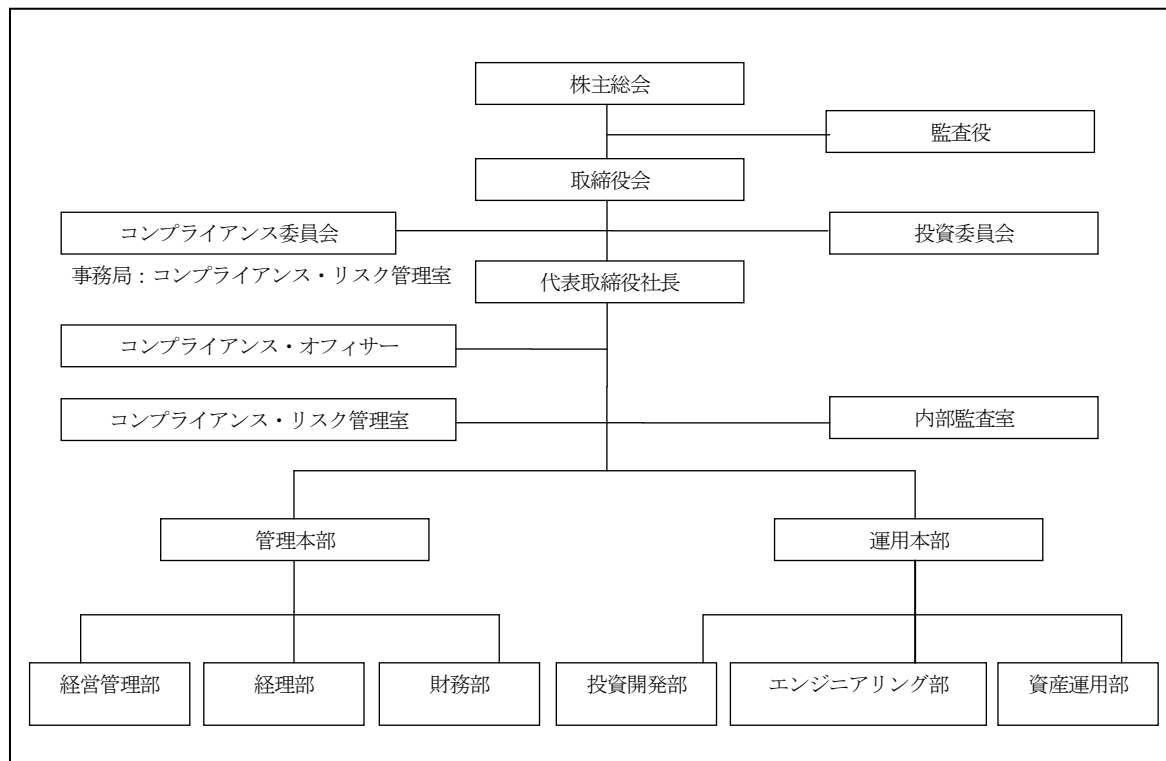 株主総会
監査役
取締役会
コンプライアンス委員会
投資委員会
事務局：コンプライアンス・リスク管理室
代表取締役社長
コンプライアンス・オフィサー
コンプライアンス・リスク管理室
内部監査室
管理本部
運用本部
経営管理部
経理部
財務部
投資開発部
エンジニアリング部
資産運用部